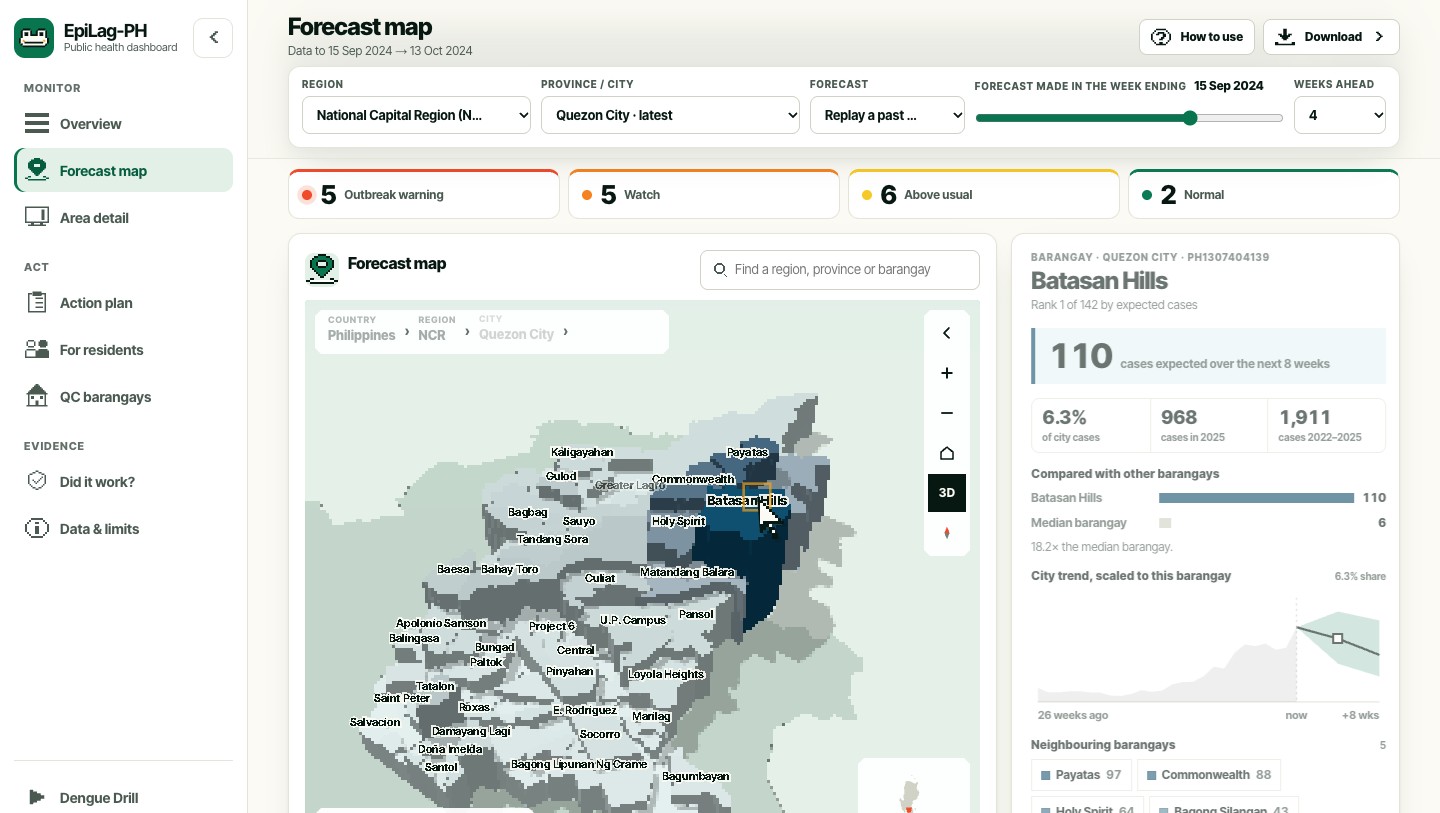 EpiLag-PH
Public health dashboard
MONITOR
Overview
Forecast map
Area detail
ACT
Action plan
For residents
QC barangays
EVIDENCE
Did it work?
Data & limits
Dengue Drill
Forecast map
Data to 15 Sep 2024 → 13 Oct 2024
How to use
Download
REGION
National Capital Region (N...
PROVINCE / CITY
Quezon City · latest
FORECAST
Replay a past ...
FORECAST MADE IN THE WEEK ENDING 15 Sep 2024
WEEKS AHEAD
4
5 Outbreak warning
5 Watch
6 Above usual
2 Normal
Forecast map
Find a region, province or barangay
COUNTRY
Philippines
REGION
NCR
CITY
Quezon City
3D
Kaligayahan
Payatas
Gulod
Commonwealth
Greater Lagro
Batasan Hills
Bagbag
Sauyo
Holy Spirit
Tandang Sora
Baesa
Bahay Toro
Culiat
Matandang Balara
Apolonio Samson
Project 6
U.P. Campus
Pansol
Balingasa
Bungad
Central
Paltok
Pinyahan
Loyola Heights
Tatalon
Saint Peter
Roxas
E. Rodriguez
Marilag
Salvacion
Damayang Lagi
Socorro
Doña Imelda
Santol
Bagong Lipunan Ng Crame
Bagumbayan
BARANGAY · QUEZON CITY · PH1307404139
Batasan Hills
Rank 1 of 142 by expected cases
110 cases expected over the next 8 weeks
6.3%
of city cases
968
cases in 2025
1,911
cases 2022–2025
Compared with other barangays
Batasan Hills 110
Median barangay 6
18.2× the median barangay.
City trend, scaled to this barangay 6.3% share
26 weeks ago now +8 wks
Neighbouring barangays 5
Payatas 97
Commonwealth 88
Holy Spirit 64
Bagong Silangan 43